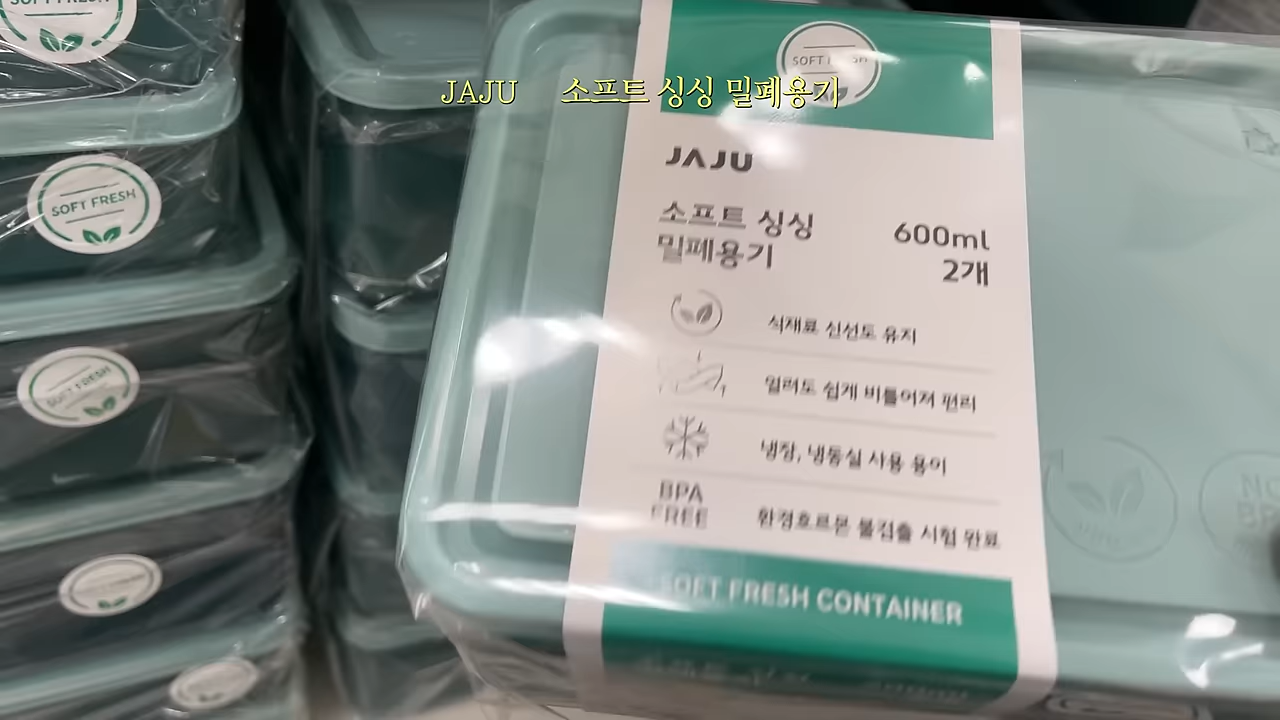 JAJU 소프트 싱싱 밀폐용기
SOFT FRESH
JAJU
소프트 싱싱
밀폐용기
600ml
2개
식재료 신선도 유지
얼려도 쉽게 비틀어져 편리
냉장, 냉동실 사용 용이
BPA
FREE
환경호르몬 불검출 시험 완료
SOFT FRESH CONTAINER
SOFT FRESH
SOFT FRESH
SOFT FRESH